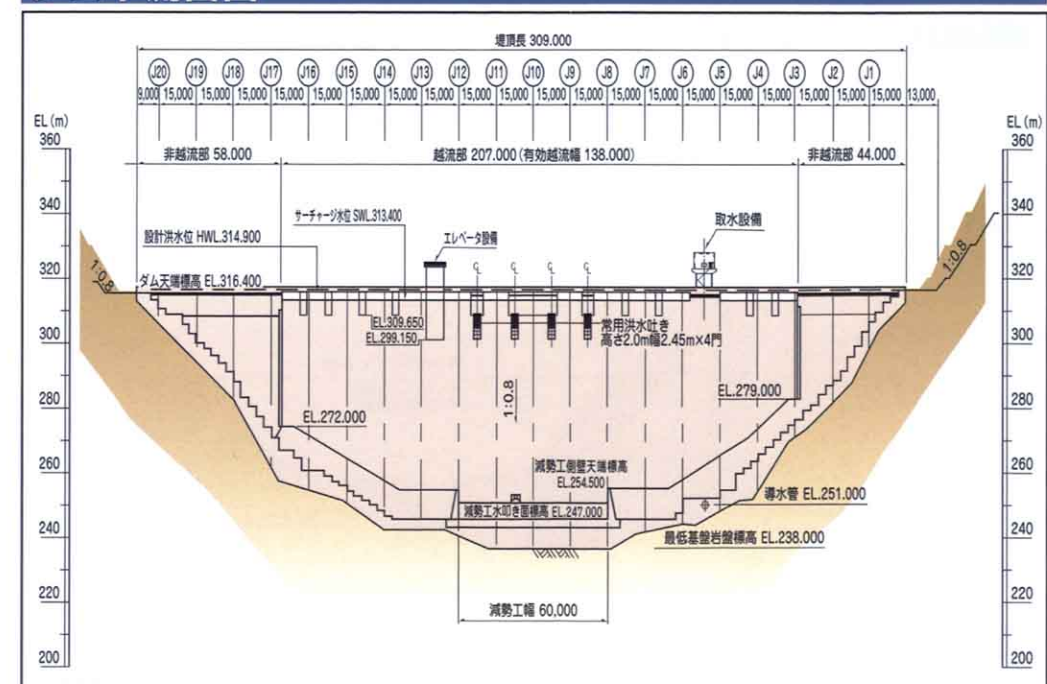 堤頂長 309.000
J20 J19 J18 J17 J16 J15 J14 J13 J12 J11 J10 J9 J8 J7 J6 J5 J4 J3 J2 J1
9,000 15,000 15,000 15,000 15,000 15,000 15,000 15,000 15,000 15,000 15,000 15,000 15,000 15,000 15,000 15,000 15,000 15,000 15,000 15,000 13,000
EL (m)
EL (m)
360
360
非越流部 58.000
越流部 207.000 (有効越流幅 138.000)
非越流部 44.000
340
340
サーチャージ水位 SWL.313.400
取水設備
設計洪水位 HWL.314.900
エレベータ設備
1:0.8
1:0.8
ダム天端標高 EL.316.400
320
320
EL.309.650
常用洪水吐き
EL.299.150
高さ2.0m幅2.45m×4門
300
300
1:0.8
EL.279.000
280
280
EL.272.000
減勢工側壁天端標高
EL.254.500
260
260
導水管 EL.251.000
減勢工水叩き面標高 EL.247.000
240
240
最低基盤岩盤標高 EL.238.000
220
220
減勢工幅 60.000
200
200